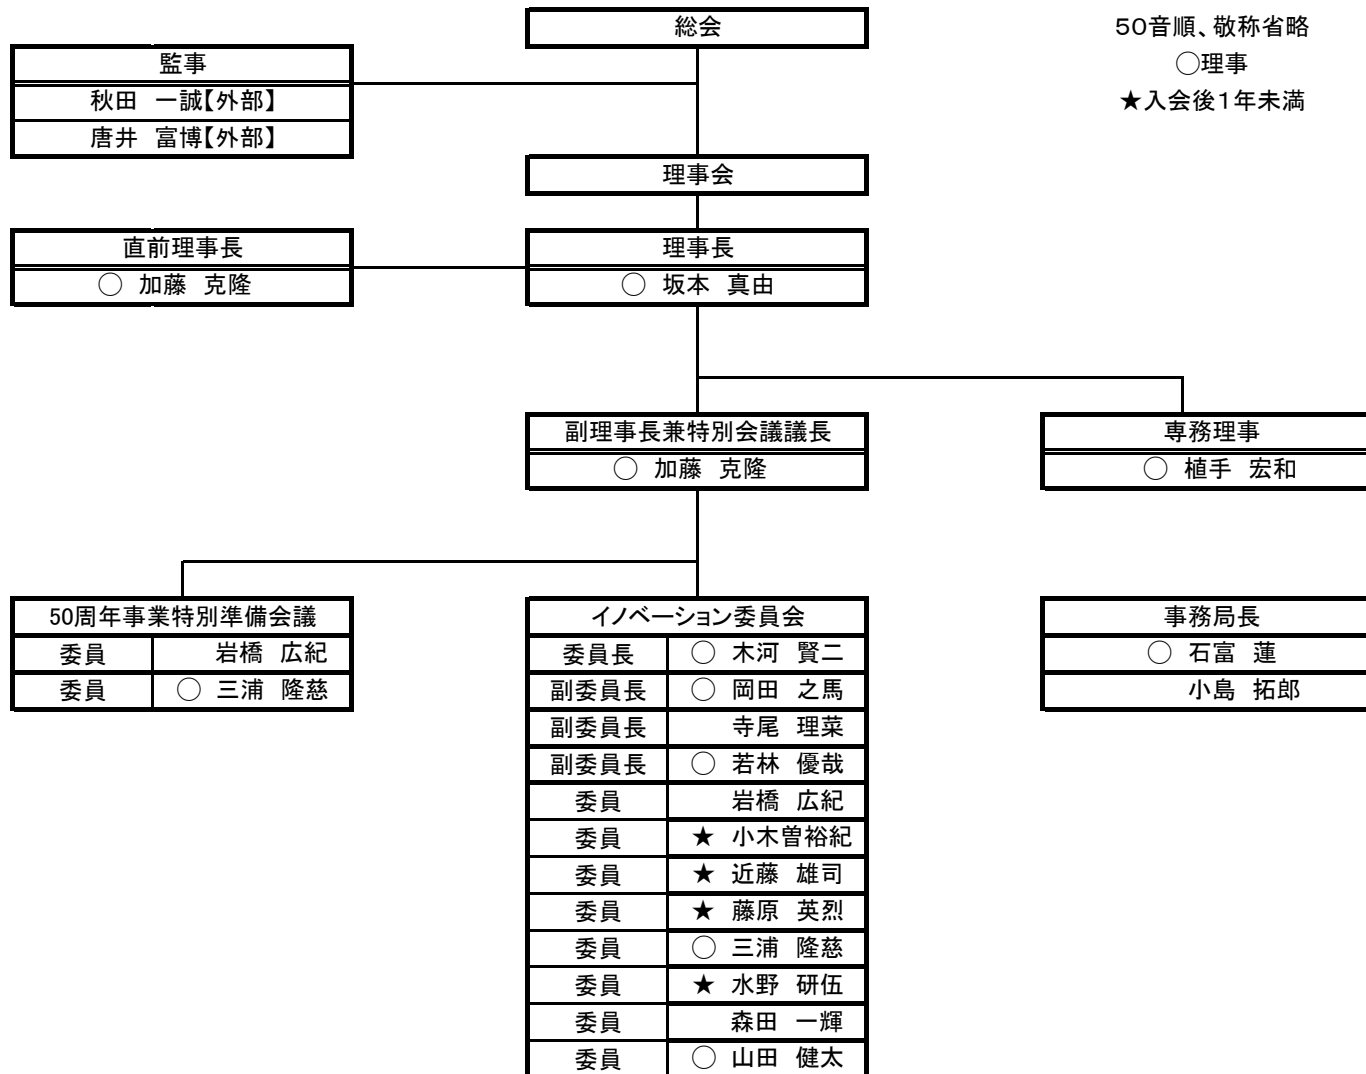 総会
50音順、敬称省略
○理事
★入会後1年未満
監事
秋田 一誠【外部】
唐井 富博【外部】
理事会
直前理事長
○ 加藤 克隆
理事長
○ 坂本 真由
副理事長兼特別会議議長
○ 加藤 克隆
専務理事
○ 植手 宏和
50周年事業特別準備会議
委員 岩橋 広紀
委員 ○ 三浦 隆慈
イノベーション委員会
委員長 ○ 木河 賢二
副委員長 ○ 岡田 之馬
副委員長 寺尾 理菜
副委員長 ○ 若林 優哉
委員 岩橋 広紀
委員 ★ 小木曽裕紀
委員 ★ 近藤 雄司
委員 ★ 藤原 英烈
委員 ○ 三浦 隆慈
委員 ★ 水野 研伍
委員 森田 一輝
委員 ○ 山田 健太
事務局長
○ 石富 蓮
小島 拓郎